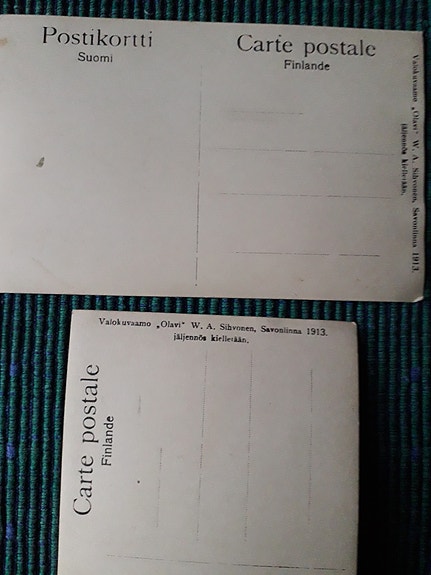 Postikortti
Suomi
Carte postale
Finlande
Valokuvaamo „Olavi" W. A. Sihvonen, Savonlinna 1913.
jäljennös kielletään.
Valokuvaamo „Olavi" W. A. Sihvonen, Savonlinna 1913.
jäljennös kielletään.
Carte postale
Finlande